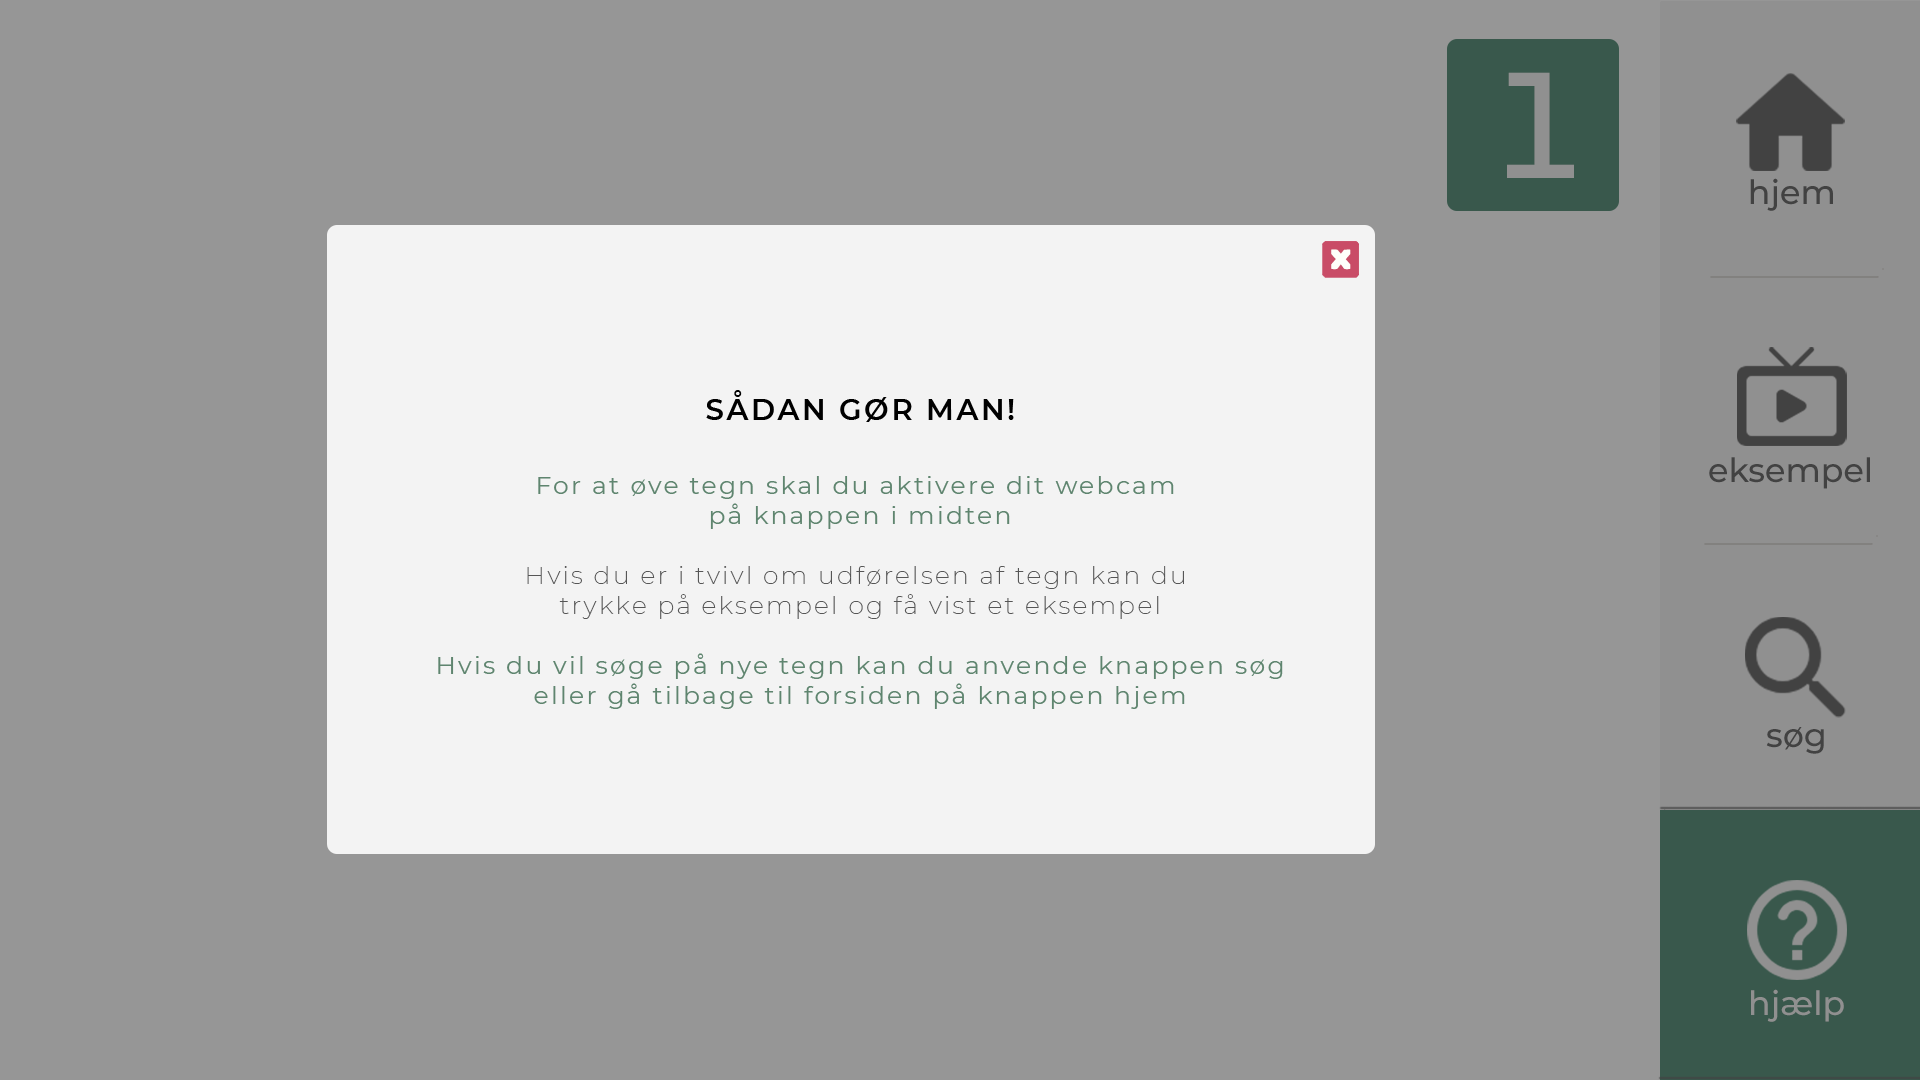 1
hjem
eksempel
søg
hjælp
SÅDAN GØR MAN!
For at øve tegn skal du aktivere dit webcam
på knappen i midten
Hvis du er i tvivl om udførelsen af tegn kan du
trykke på eksempel og få vist et eksempel
Hvis du vil søge på nye tegn kan du anvende knappen søg
eller gå tilbage til forsiden på knappen hjem